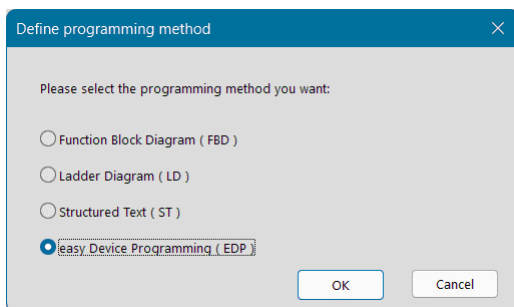 Define programming method
Please select the programming method you want:
Function Block Diagram ( FBD )
Ladder Diagram ( LD )
Structured Text ( ST )
easy Device Programming ( EDP )
OK Cancel